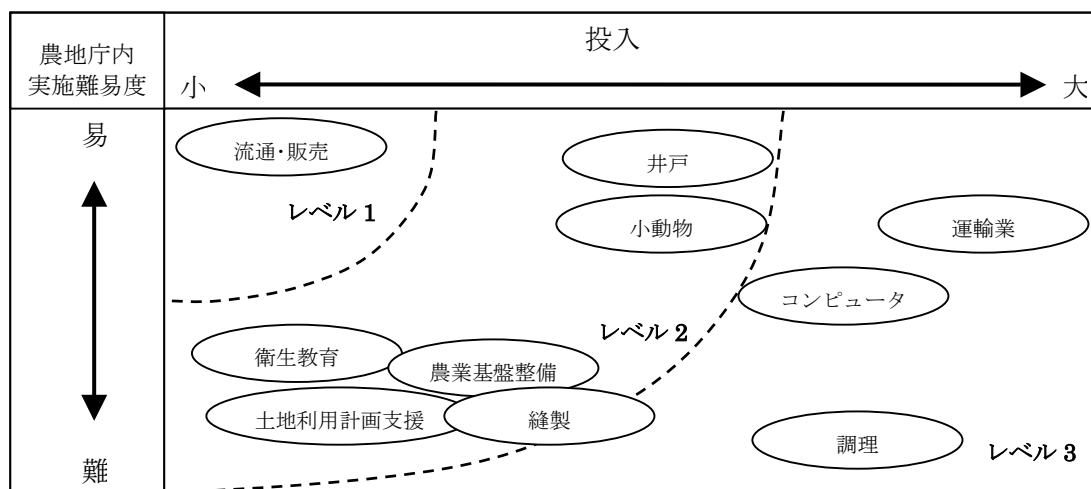 農地庁内
実施難易度
投入
小
大
易
流通・販売
井戸
レベル 1
小動物
運輸業
コンピュータ
レベル 2
衛生教育
農業基盤整備
土地利用計画支援
縫製
調理
レベル 3
難